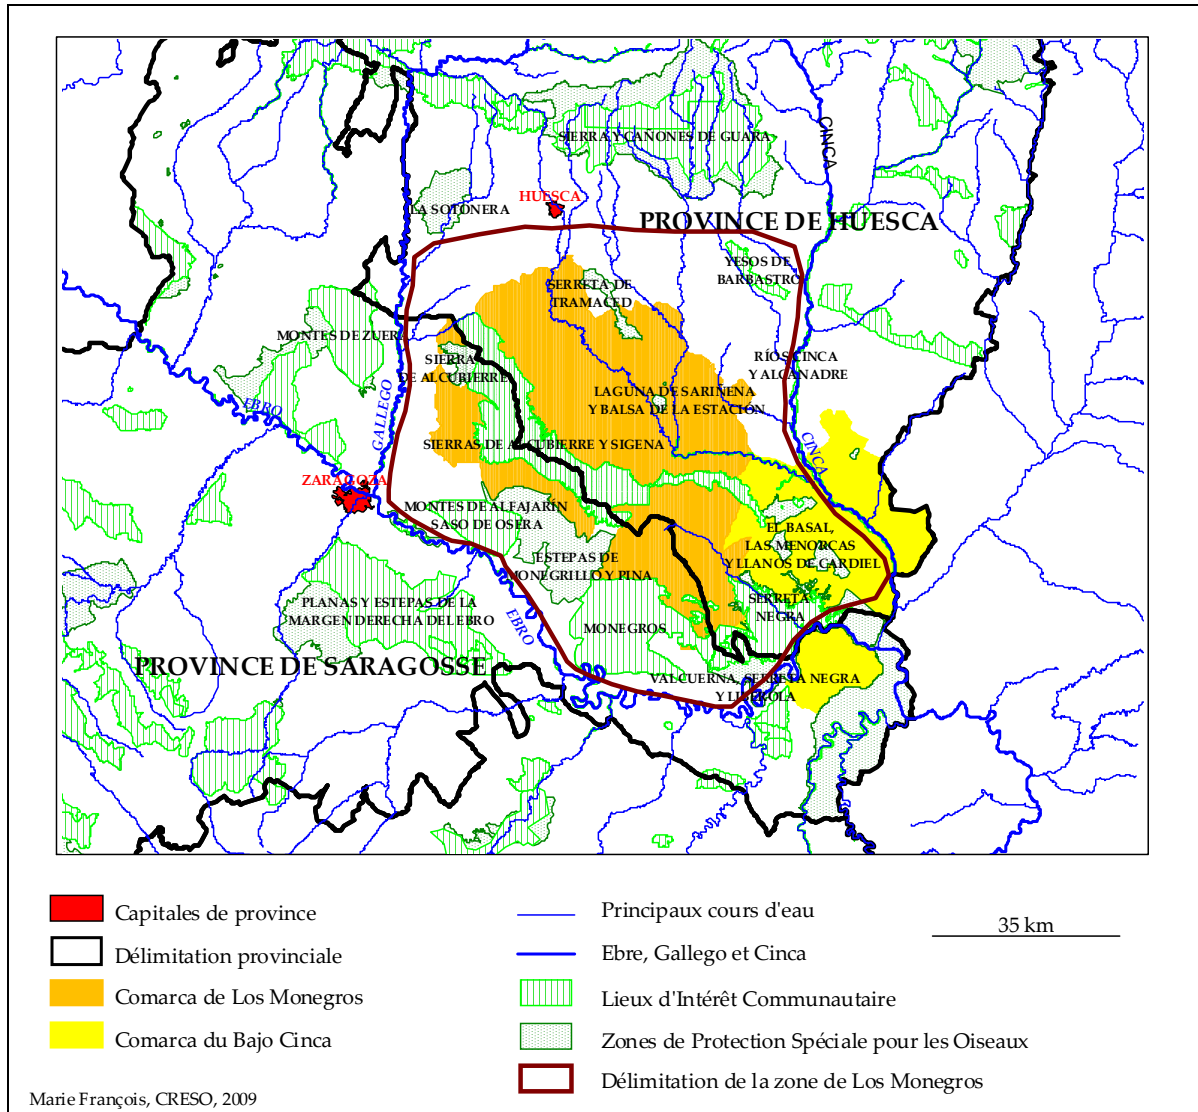 SIERRA Y CAÑONES DE GUARA
CINCA
HUESCA
LA SOTONERA
PROVINCE DE HUESCA
YESOS DE
BARBASTRO
SERRETA DE
TRAMACED
MONTES DE ZUERA
SIERRA
DE ALCUBIERRE
RÍOS CINCA
Y ALCANADRE
EBRO
GALLEGO
LAGUNA DE SARIÑENA
Y BALSA DE LA ESTACIÓN
SIERRAS DE ALCUBIERRE Y SIGENA
CINCA
ZARAGOZA
MONTES DE ALFAJARÍN
SASO DE OSERA
EL BASAL,
LAS MENORCAS
Y LLANOS DE CARDIEL
ESTEPAS DE
MONEGRILLO Y PINA
PLANAS Y ESTEPAS DE LA
MARGEN DERECHA DEL EBRO
EBRO
MONEGROS
SERRETA
NEGRA
PROVINCE DE SARAGOSSE
VALCUERNA, SERRETA NEGRA
Y LIBEROLA
Capitales de province
Délimitation provinciale
Comarca de Los Monegros
Comarca du Bajo Cinca
Principaux cours d'eau
Ebre, Gallego et Cinca
Lieux d'Intérêt Communautaire
Zones de Protection Spéciale pour les Oiseaux
Délimitation de la zone de Los Monegros
35 km
Marie François, CRESO, 2009